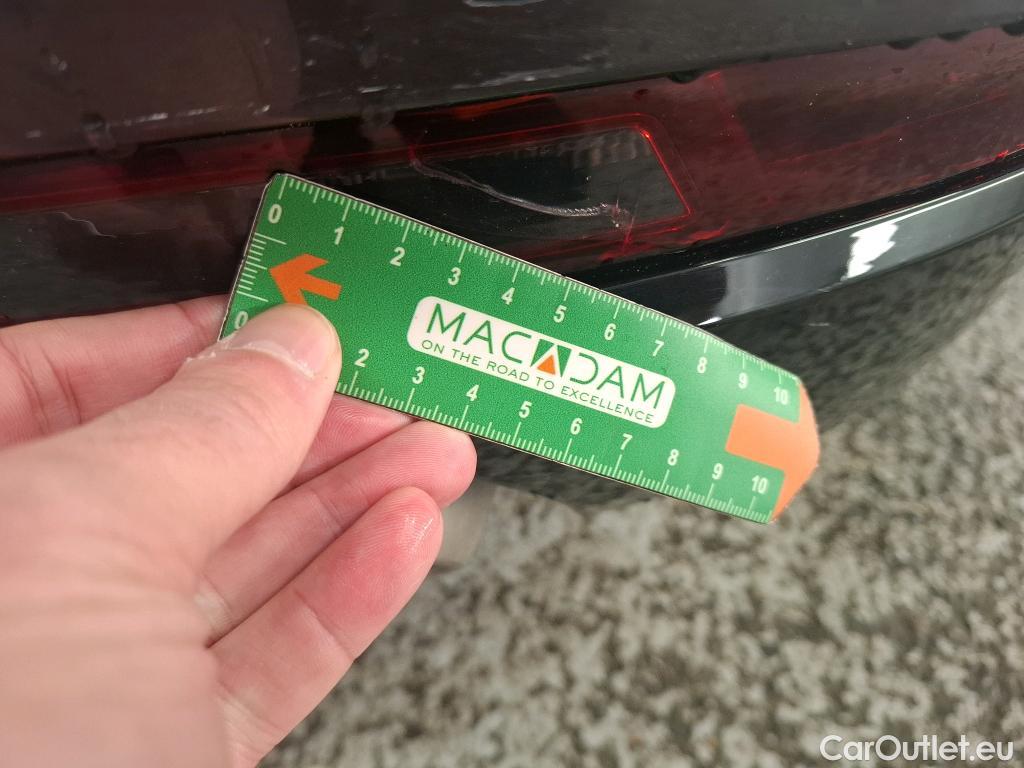 0 1 2 3 4 5 6 7 8 9 10
MACADAM
ON THE ROAD TO EXCELLENCE
0 2 3 4 5 6 7 8 9 10
CarOutlet.eu